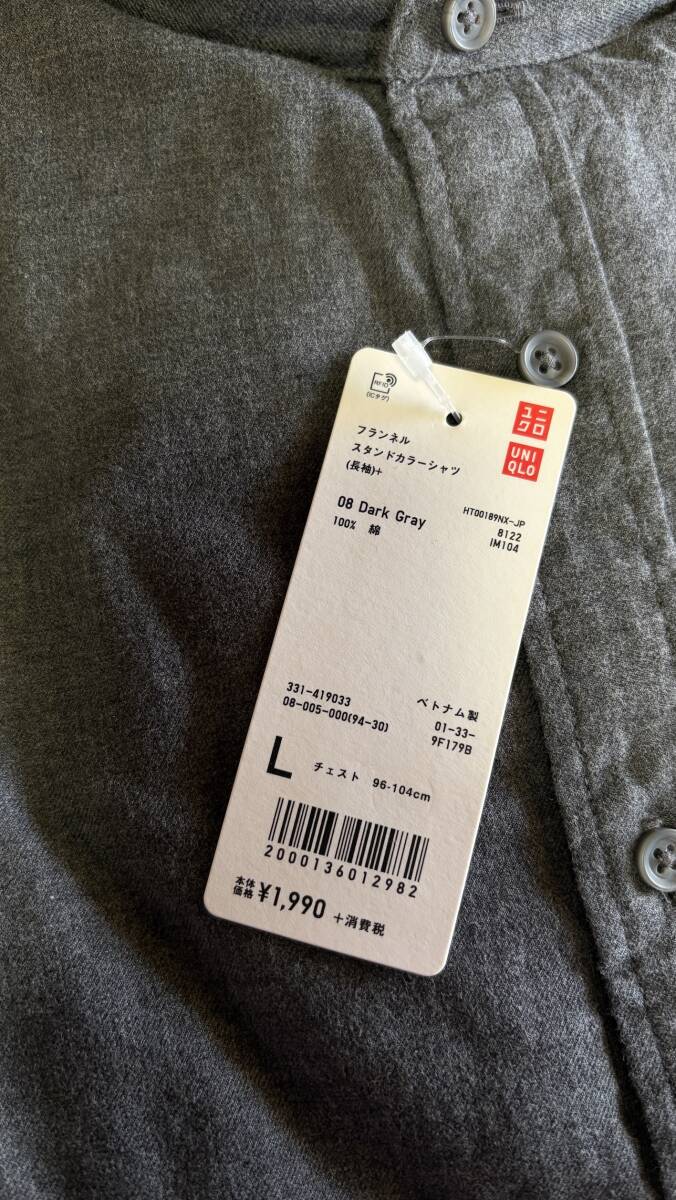 RFID
(ICタグ)
ユニ
クロ
UNI
QLO
フランネル
スタンドカラーシャツ
(長袖)+
08 Dark Gray
100% 綿
HT00189NX-JP
8122
IM104
331-419033
08-005-000(94-30)
ベトナム製
01-33-
9F179B
L チェスト 96-104cm
2000136012982
本体
価格 ¥1,990 +消費税